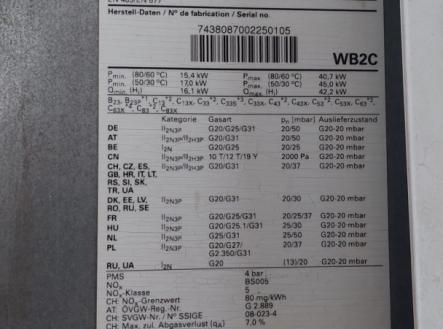 EN 483/EN 677
Herstell-Daten / N° de fabrication / Serial no.
7438087002250105
WB2C
Pmin. (80/60 °C) 15,4 kW Pmax. (80/60 °C) 40,7 kW
Pmin. (50/30 °C) 17,0 kW Pmax. (50/30 °C) 45,0 kW
Qmin. (Hi) 16,1 kW Qmax. (Hi) 42,2 kW
Kategorie Gasart pn [mbar] Auslieferzustand
DE II2N3P G20/G25/G31 20/50 G20-20 mbar
AT II2N3P/II2H3P G20/G31 20/50 G20-20 mbar
BE I2N G20/G25 20/25 G20-20 mbar
CN II2N3P/II2H3P 10 T/12 T/19 Y 2000 Pa G20-20 mbar
CH, CZ, ES, II2N3P/II2H3P G20/G31 20/37 G20-20 mbar
GB, HR, IT, LT,
RS, SI, SK,
TR, UA
DK, EE, LV, II2N3P G20/G31 20/30 G20-20 mbar
RO, RU, SE
FR II2N3P G20/G25/G31 20/25/37 G20-20 mbar
HU II2N3P G20/G25.1/G31 25/30 G20-20 mbar
NL II2N3P G25/G31 25/50 G20-20 mbar
PL II2N3P G20/G27/ 20/37 G20-20 mbar
G2.350/G31
RU, UA I2N G20 (13)/20 G20-20 mbar
PMS 4 bar
NOx BS005
NOx-Klasse 5
CH: NOx-Grenzwert 80 mg/kWh
AT: ÖVGW-Reg.-Nr. G 2.889
CH: SVGW-Nr. / N° SSIGE 08-023-4
CH: Max. zul. Abgasverlust (qA) 7,0 %